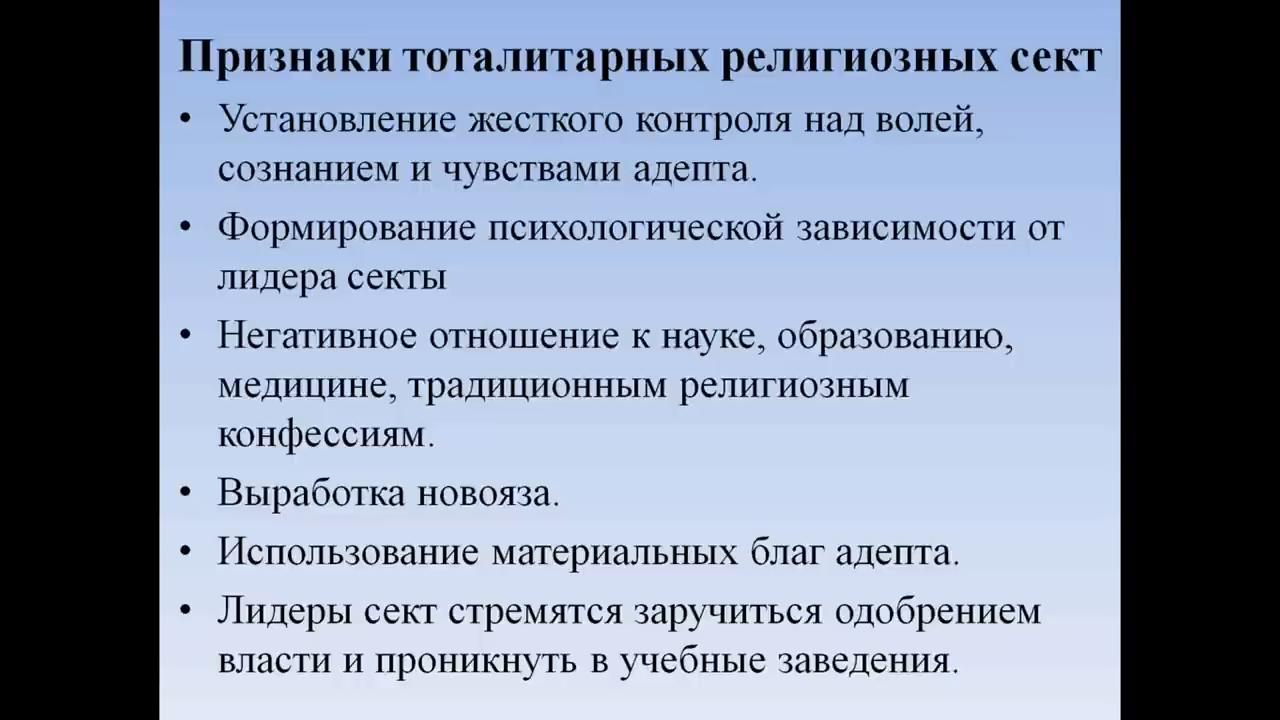 Признаки тоталитарных религиозных сект
• Установление жесткого контроля над волей,
сознанием и чувствами адепта.
• Формирование психологической зависимости от
лидера секты
• Негативное отношение к науке, образованию,
медицине, традиционным религиозным
конфессиям.
• Выработка новояза.
• Использование материальных благ адепта.
• Лидеры сект стремятся заручиться одобрением
власти и проникнуть в учебные заведения.